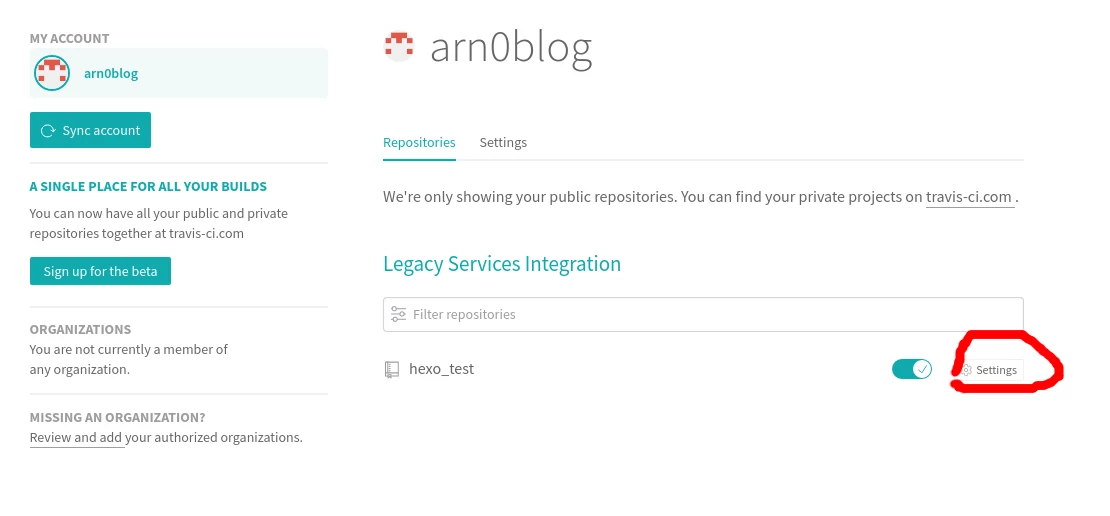 MY ACCOUNT
arn0blog
Sync account
A SINGLE PLACE FOR ALL YOUR BUILDS
You can now have all your public and private
repositories together at travis-ci.com
Sign up for the beta
ORGANIZATIONS
You are not currently a member of
any organization.
MISSING AN ORGANIZATION?
Review and add your authorized organizations.
arn0blog
Repositories Settings
We're only showing your public repositories. You can find your private projects on travis-ci.com .
Legacy Services Integration
Filter repositories
hexo_test Settings